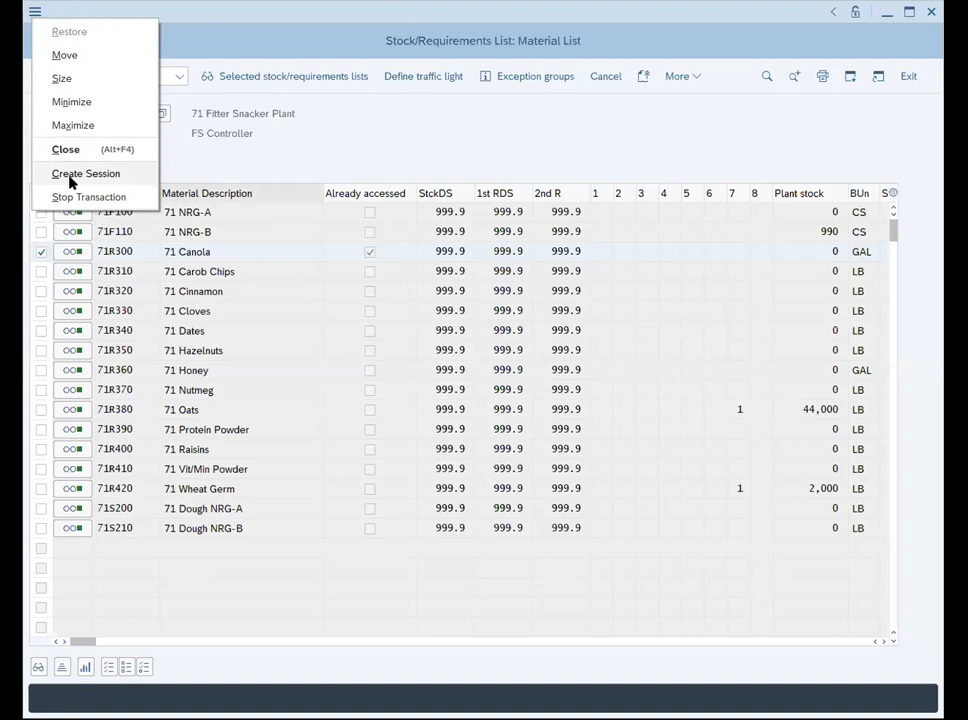 Restore
Move
Size
Minimize
Maximize
Close (Alt+F4)
Create Session
Stop Transaction
Stock/Requirements List: Material List
Selected stock/requirements lists Define traffic light Exception groups Cancel More Exit
71 Fitter Snacker Plant
FS Controller
Material Description Already accessed StckDS 1st RDS 2nd R 1 2 3 4 5 6 7 8 Plant stock BUn S
71F100 71 NRG-A 999.9 999.9 999.9 0 CS
71F110 71 NRG-B 999.9 999.9 999.9 990 CS
71R300 71 Canola 999.9 999.9 999.9 0 GAL
71R310 71 Carob Chips 999.9 999.9 999.9 0 LB
71R320 71 Cinnamon 999.9 999.9 999.9 0 LB
71R330 71 Cloves 999.9 999.9 999.9 0 LB
71R340 71 Dates 999.9 999.9 999.9 0 LB
71R350 71 Hazelnuts 999.9 999.9 999.9 0 LB
71R360 71 Honey 999.9 999.9 999.9 0 GAL
71R370 71 Nutmeg 999.9 999.9 999.9 0 LB
71R380 71 Oats 999.9 999.9 999.9 1 44,000 LB
71R390 71 Protein Powder 999.9 999.9 999.9 0 LB
71R400 71 Raisins 999.9 999.9 999.9 0 LB
71R410 71 Vit/Min Powder 999.9 999.9 999.9 0 LB
71R420 71 Wheat Germ 999.9 999.9 999.9 1 2,000 LB
71S200 71 Dough NRG-A 999.9 999.9 999.9 0 LB
71S210 71 Dough NRG-B 999.9 999.9 999.9 0 LB